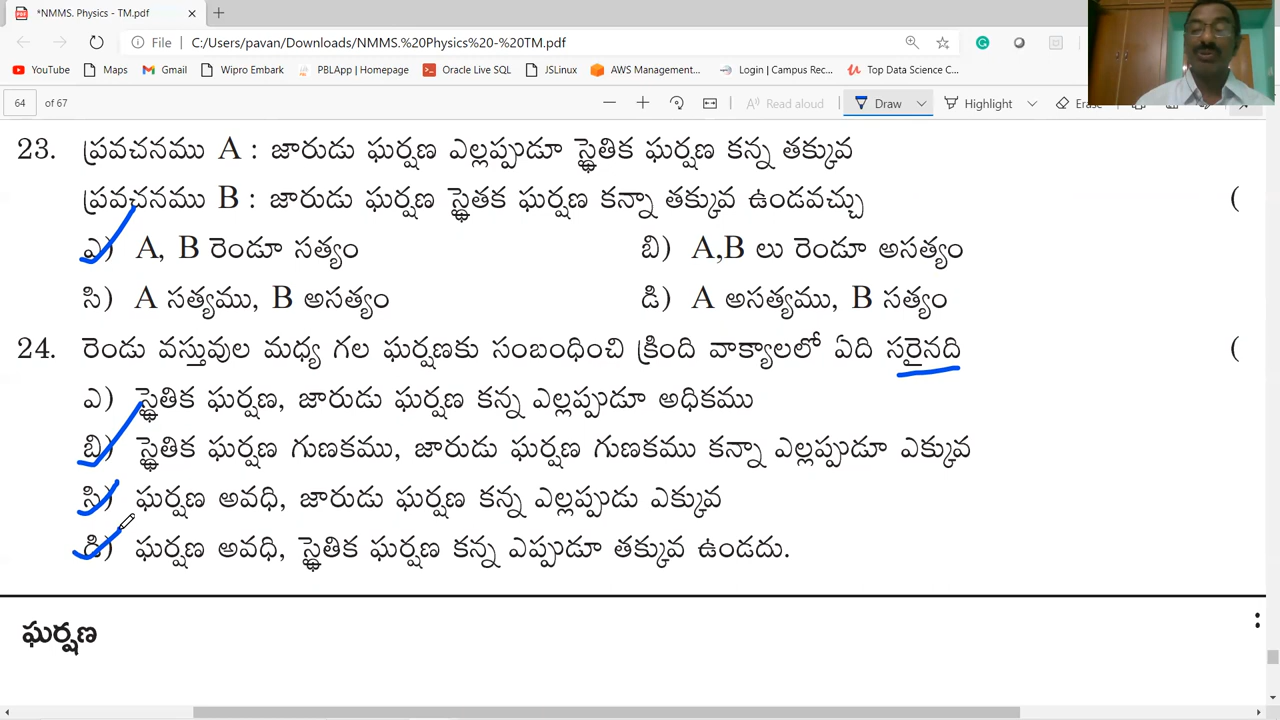 *NMMS. Physics - TM.pdf
File C:/Users/pavan/Downloads/NMMS.%20Physics%20-%20TM.pdf
YouTube Maps Gmail Wipro Embark PBLApp | Homepage Oracle Live SQL JSLinux AWS Management... Login | Campus Rec... Top Data Science C...
64 of 67 Read aloud Draw Highlight Erase
23. ప్రవచనము A : జారుడు ఘర్షణ ఎల్లప్పుడూ స్థైతిక ఘర్షణ కన్న తక్కువ
ప్రవచనము B : జారుడు ఘర్షణ స్థైతక ఘర్షణ కన్నా తక్కువ ఉండవచ్చు (
ఎ) A, B రెండూ సత్యం బి) A,B లు రెండూ అసత్యం
సి) A సత్యము, B అసత్యం డి) A అసత్యము, B సత్యం
24. రెండు వస్తువుల మధ్య గల ఘర్షణకు సంబంధించి క్రింది వాక్యాలలో ఏది సరైనది (
ఎ) స్థైతిక ఘర్షణ, జారుడు ఘర్షణ కన్న ఎల్లప్పుడూ అధికము
బి) స్థైతిక ఘర్షణ గుణకము, జారుడు ఘర్షణ గుణకము కన్నా ఎల్లప్పుడూ ఎక్కువ
సి) ఘర్షణ అవధి, జారుడు ఘర్షణ కన్న ఎల్లప్పుడు ఎక్కువ
డి) ఘర్షణ అవధి, స్థైతిక ఘర్షణ కన్న ఎప్పుడూ తక్కువ ఉండదు.
ఘర్షణ :